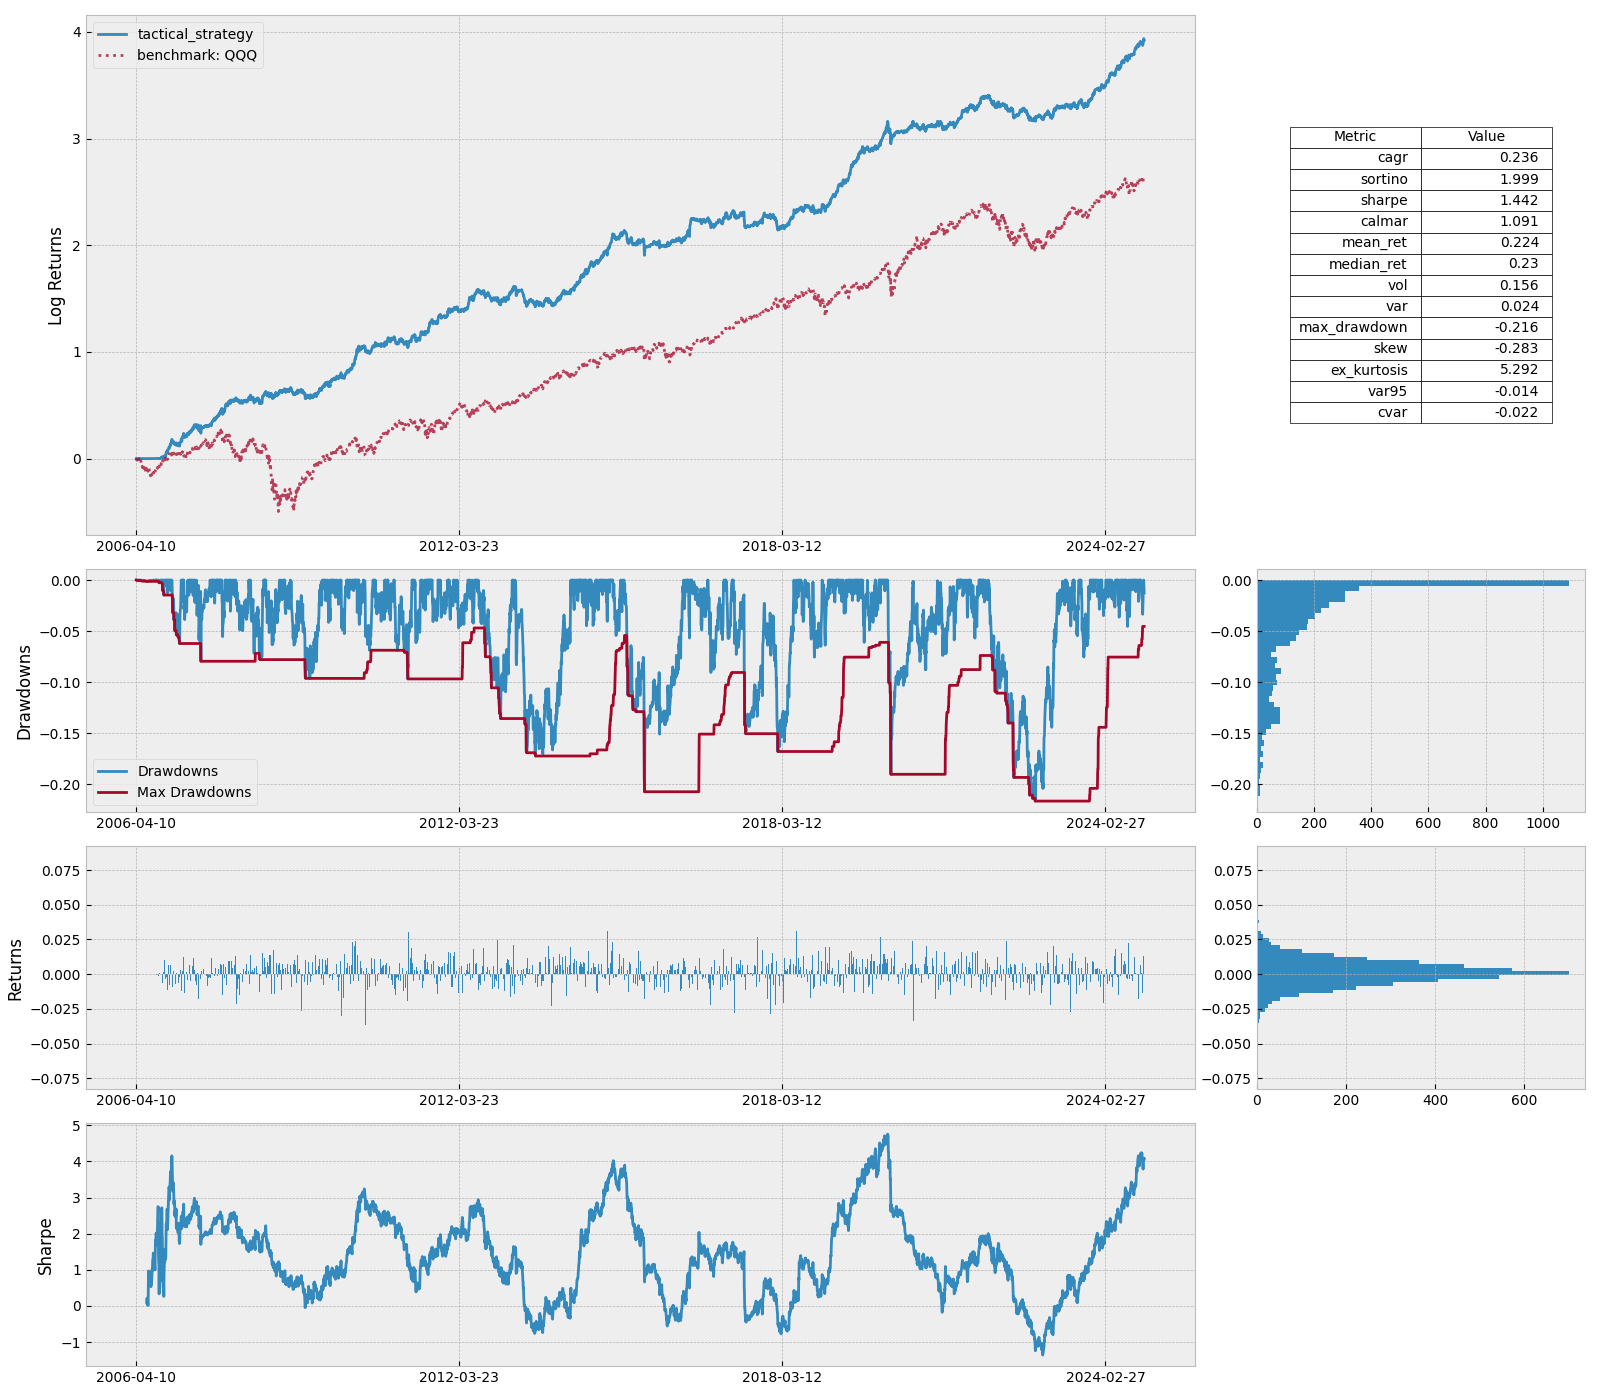 tactical_strategy
benchmark: QQQ
Log Returns
4
3
2
1
0
2006-04-10 2012-03-23 2018-03-12 2024-02-27
Metric Value
cagr 0.236
sortino 1.999
sharpe 1.442
calmar 1.091
mean_ret 0.224
median_ret 0.23
vol 0.156
var 0.024
max_drawdown -0.216
skew -0.283
ex_kurtosis 5.292
var95 -0.014
cvar -0.022
Drawdowns
0.00
−0.05
−0.10
−0.15
−0.20
Drawdowns
Max Drawdowns
2006-04-10 2012-03-23 2018-03-12 2024-02-27
0.00
−0.05
−0.10
−0.15
−0.20
0 200 400 600 800 1000
Returns
0.075
0.050
0.025
0.000
−0.025
−0.050
−0.075
2006-04-10 2012-03-23 2018-03-12 2024-02-27
0.075
0.050
0.025
0.000
−0.025
−0.050
−0.075
0 200 400 600
Sharpe
5
4
3
2
1
0
−1
2006-04-10 2012-03-23 2018-03-12 2024-02-27